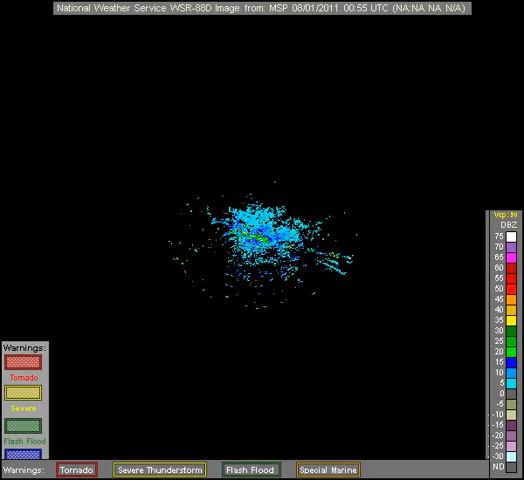 National Weather Service WSR-88D Image from: MSP 08/01/2011 00:55 UTC (NA:NA NA N/A)
DBZ
75
70
65
60
55
50
45
40
35
30
25
20
15
10
5
0
-5
-10
-15
-20
-25
-30
ND
Warnings:
Tornado
Severe
Flash Flood
Warnings: Tornado Severe Thunderstorm Flash Flood Special Marine